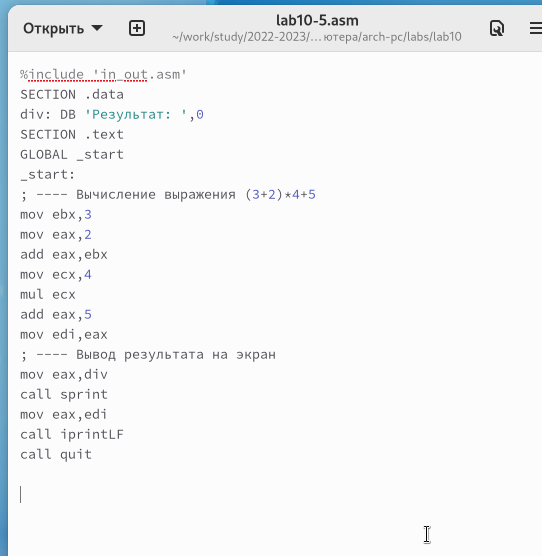 Открыть
lab10-5.asm
~/work/study/2022-2023/…ютера/arch-pc/labs/lab10
%include 'in_out.asm'
SECTION .data
div: DB 'Результат: ',0
SECTION .text
GLOBAL _start
_start:
; ---- Вычисление выражения (3+2)*4+5
mov ebx,3
mov eax,2
add eax,ebx
mov ecx,4
mul ecx
add eax,5
mov edi,eax
; ---- Вывод результата на экран
mov eax,div
call sprint
mov eax,edi
call iprintLF
call quit